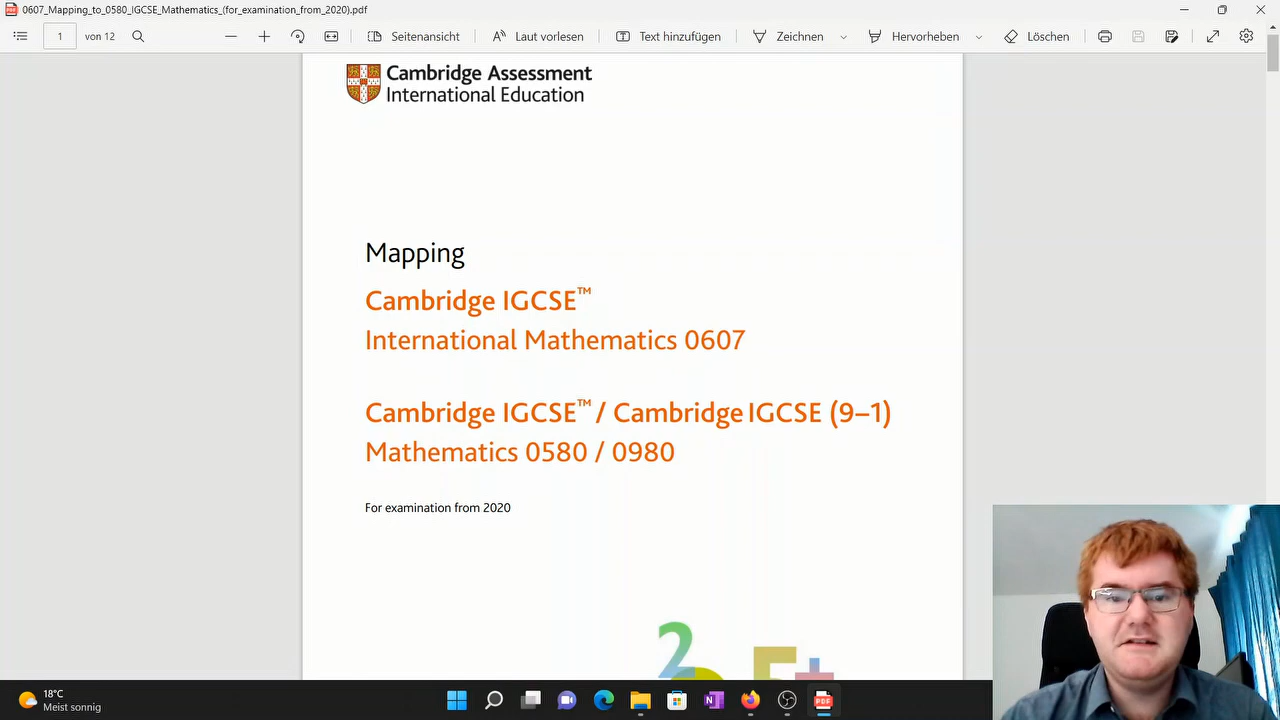 0607_Mapping_to_0580_IGCSE_Mathematics_(for_examination_from_2020).pdf
1 von 12 Seitenansicht Laut vorlesen Text hinzufügen Zeichnen Hervorheben Löschen
Cambridge Assessment
International Education
Mapping
Cambridge IGCSE™
International Mathematics 0607
Cambridge IGCSE™ / Cambridge IGCSE (9–1)
Mathematics 0580 / 0980
For examination from 2020
18°C
Meist sonnig